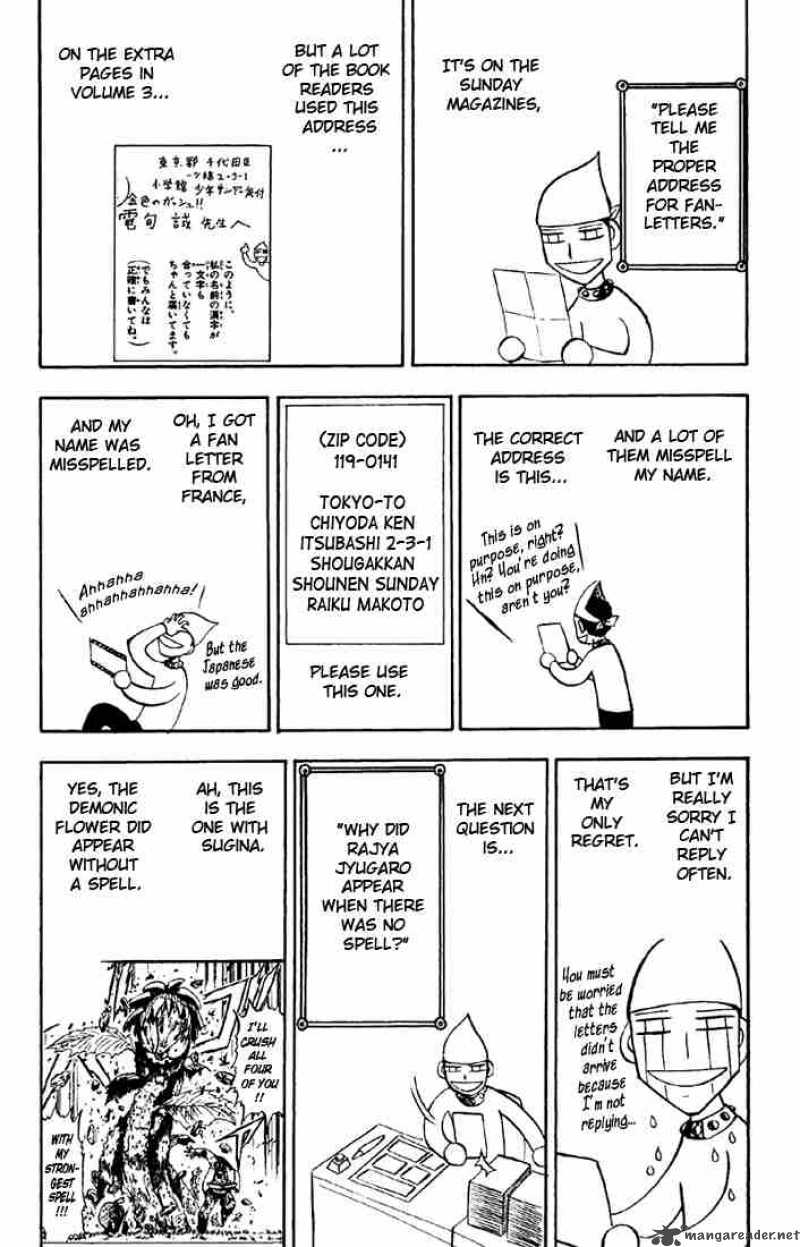 "PLEASE
TELL ME
THE
PROPER
ADDRESS
FOR FAN-
LETTERS."
IT'S ON THE
SUNDAY
MAGAZINES,
BUT A LOT
OF THE BOOK
READERS
USED THIS
ADDRESS
...
ON THE EXTRA
PAGES IN
VOLUME 3...
東京都 千代田区
一ツ橋2-3-1
小学館 少年サンデー気付
金色のガッシュ!!
雷句 誠 先生へ
このように、
私の名前の漢字が
一文字も
合っていなくても
ちゃんと届いてます。
(でもみんなは
正確に書いてね。)
AND A LOT OF
THEM MISSPELL
MY NAME.
THE CORRECT
ADDRESS
IS THIS...
This is on
purpose, right?
Hn? You're doing
this on purpose,
aren't you?
(ZIP CODE)
119-0141
TOKYO-TO
CHIYODA KEN
ITSUBASHI 2-3-1
SHOUGAKKAN
SHOUNEN SUNDAY
RAIKU MAKOTO
PLEASE USE
THIS ONE.
OH, I GOT
A FAN
LETTER
FROM
FRANCE,
AND MY
NAME WAS
MISSPELLED.
Ahhahha
ahhahhahhahha!
But the
Japanese
was good.
BUT I'M
REALLY
SORRY I
CAN'T
REPLY
OFTEN.
THAT'S
MY
ONLY
REGRET.
You must
be worried
that the
letters
didn't
arrive
because
I'm not
replying...
THE NEXT
QUESTION
IS...
"WHY DID
RAJYA
JYUGARO
APPEAR
WHEN THERE
WAS NO
SPELL?"
AH, THIS
IS THE
ONE WITH
SUGINA.
YES, THE
DEMONIC
FLOWER DID
APPEAR
WITHOUT
A SPELL.
I'LL
CRUSH
ALL
FOUR
OF YOU
!!
WITH
MY
STRON-
GEST
SPELL
!!!
mangareader.net